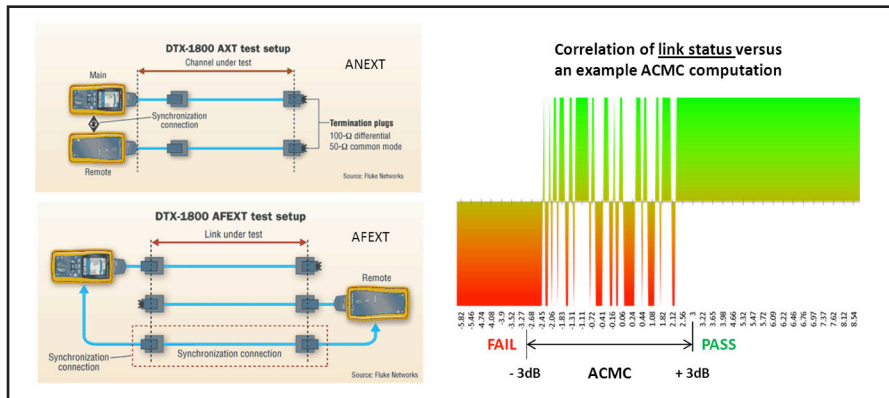 DTX-1800 AXT test setup
Channel under test
Main
Synchronization
connection
Remote
Termination plugs
100-Ω differential
50-Ω common mode
Source: Fluke Networks
ANEXT
DTX-1800 AFEXT test setup
Link under test
AFEXT
Remote
Synchronization
connection
Synchronization connection
Source: Fluke Networks
Correlation of link status versus
an example ACMC computation
-5.82 -5.46 -4.74 -4.08 -3.9 -3.52 -3.27 -2.68 -2.45 -2.06 -1.83 -1.31 -1.11 -0.72 -0.41 -0.16 0.06 0.24 0.44 1.08 1.82 2.12 2.56 3 3.22 3.65 3.98 4.66 5.32 5.47 5.72 6.09 6.22 6.46 6.76 6.97 7.37 7.62 8.12 8.54
FAIL
PASS
- 3dB
ACMC
+ 3dB